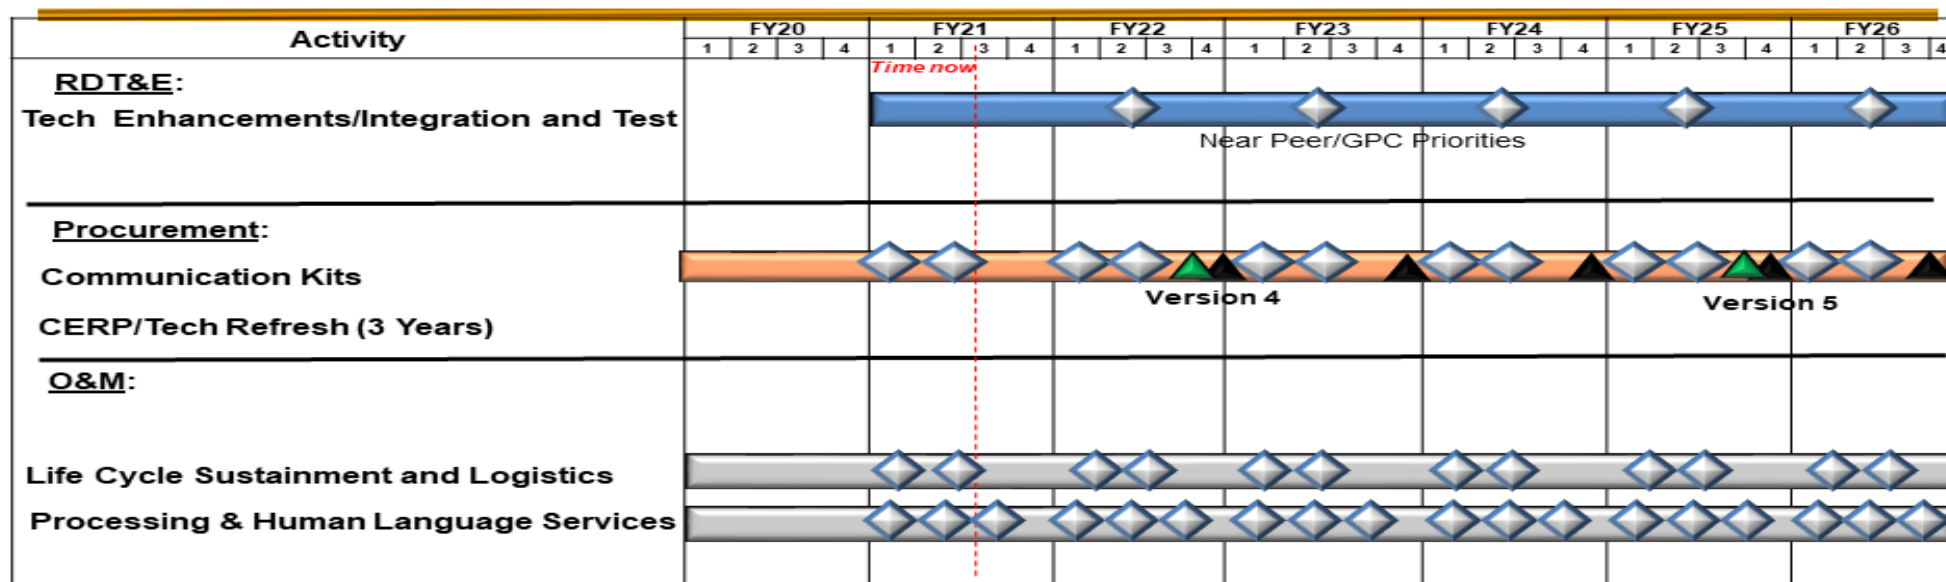 Activity
FY20 FY21 FY22 FY23 FY24 FY25 FY26
1 2 3 4 1 2 3 4 1 2 3 4 1 2 3 4 1 2 3 4 1 2 3 4 1 2 3 4
Time now
RDT&E:
Tech Enhancements/Integration and Test
Near Peer/GPC Priorities
Procurement:
Communication Kits
Version 4 Version 5
CERP/Tech Refresh (3 Years)
O&M:
Life Cycle Sustainment and Logistics
Processing & Human Language Services